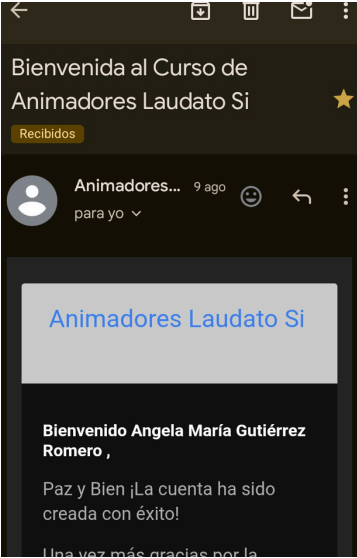 Bienvenida al Curso de
Animadores Laudato Si
Recibidos
Animadores... 9 ago
para yo
Animadores Laudato Si
Bienvenido Angela María Gutiérrez
Romero ,
Paz y Bien ¡La cuenta ha sido
creada con éxito!
Una vez más gracias por la